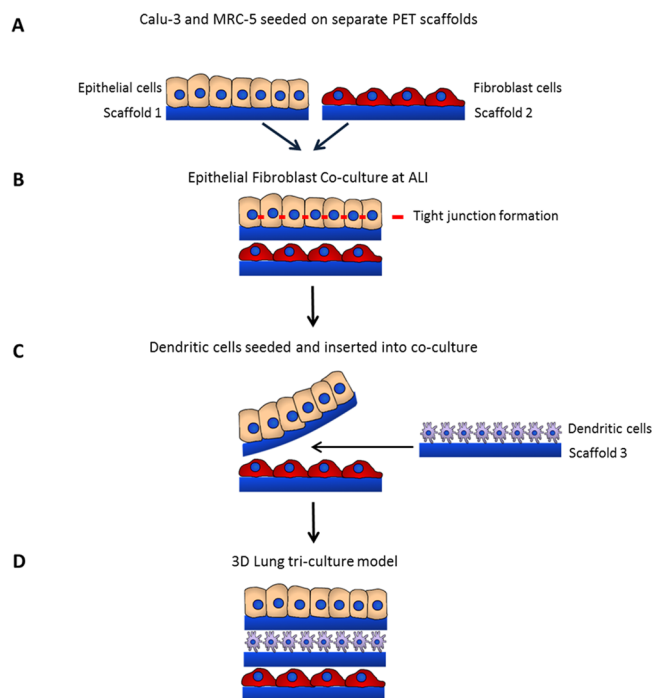 A
Calu-3 and MRC-5 seeded on separate PET scaffolds
Epithelial cells
Scaffold 1
Fibroblast cells
Scaffold 2
B
Epithelial Fibroblast Co-culture at ALI
Tight junction formation
C
Dendritic cells seeded and inserted into co-culture
Dendritic cells
Scaffold 3
D
3D Lung tri-culture model